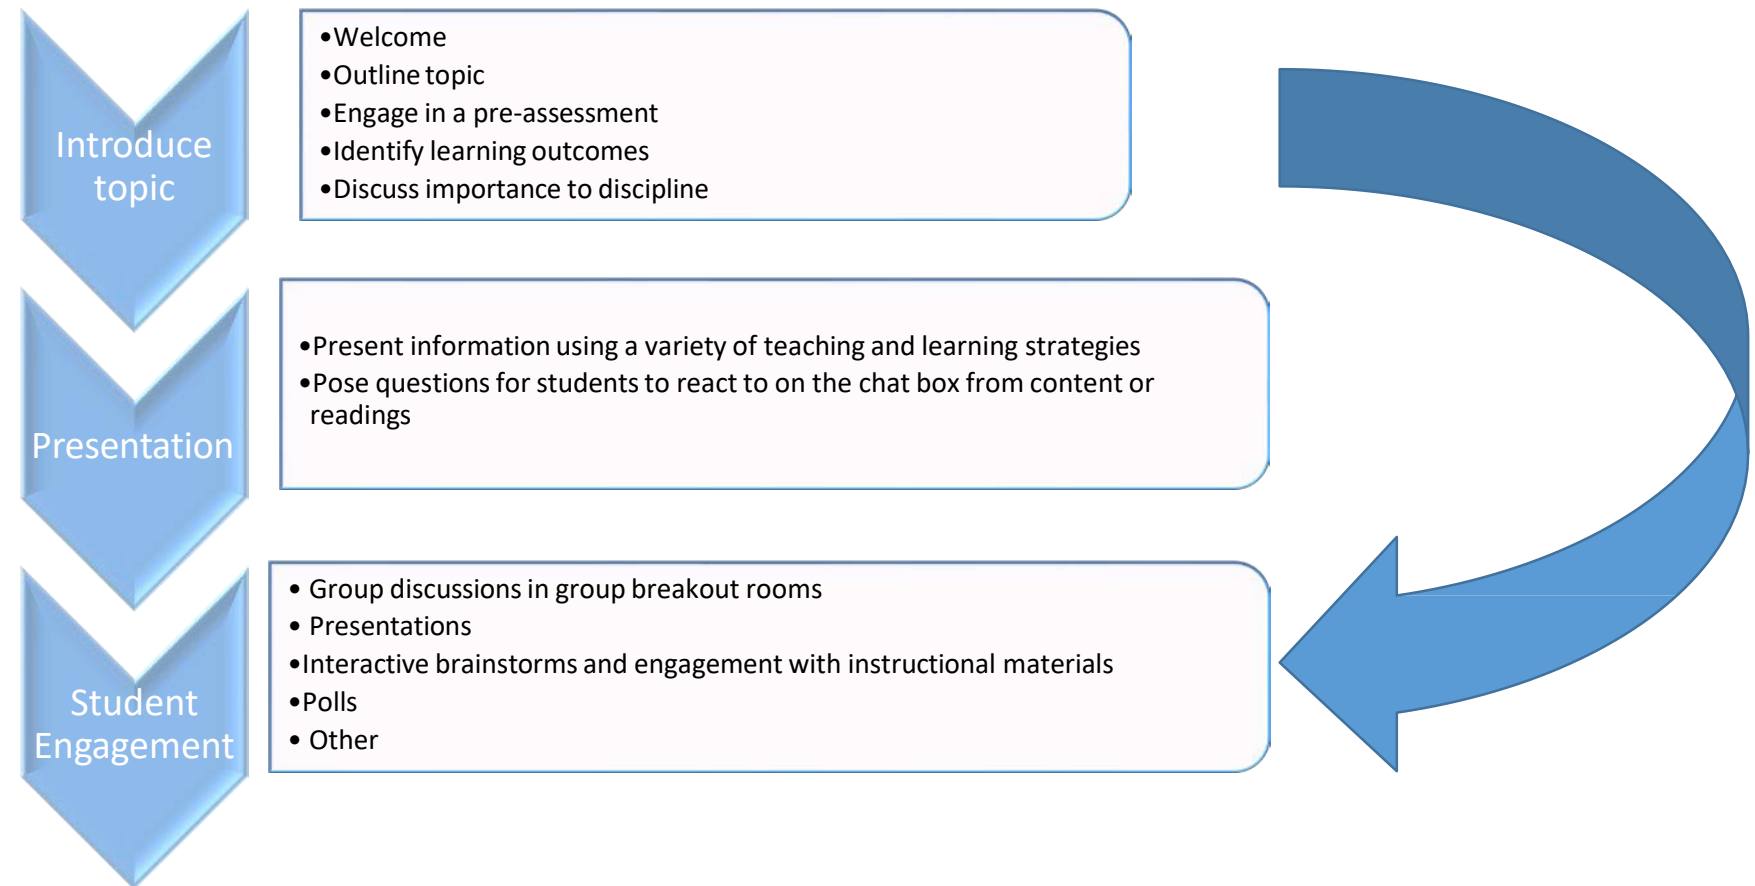 Introduce
topic
•Welcome
•Outline topic
•Engage in a pre-assessment
•Identify learning outcomes
•Discuss importance to discipline
Presentation
•Present information using a variety of teaching and learning strategies
•Pose questions for students to react to on the chat box from content or
readings
Student
Engagement
• Group discussions in group breakout rooms
• Presentations
•Interactive brainstorms and engagement with instructional materials
•Polls
• Other